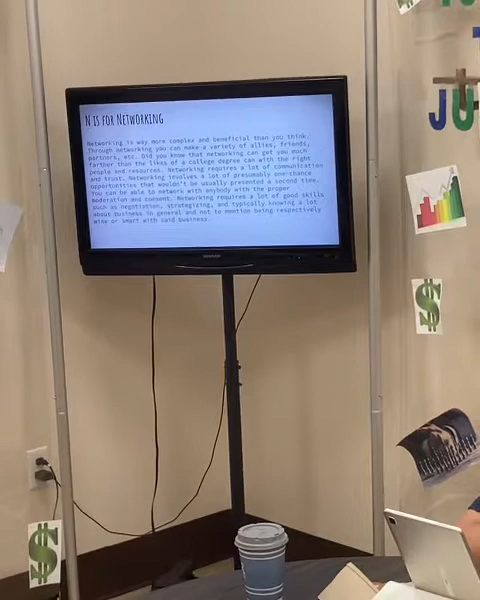 N is for Networking
Networking is way more complex and beneficial than you think.
Through networking you can make a variety of allies, friends,
partners, etc. Did you know that networking can get you much
farther than the likes of a college degree can with the right
people and resources. Networking requires a lot of communication
and trust. Networking involves a lot of presumably one-chance
opportunities that wouldn't be usually presented a second time.
You can be able to network with anybody with the proper
moderation and consent. Networking requires a lot of good skills
such as negotiation, strategizing, and typically knowing a lot
about business in general and not to mention being respectively
wise or smart with said business.
JU
$
$